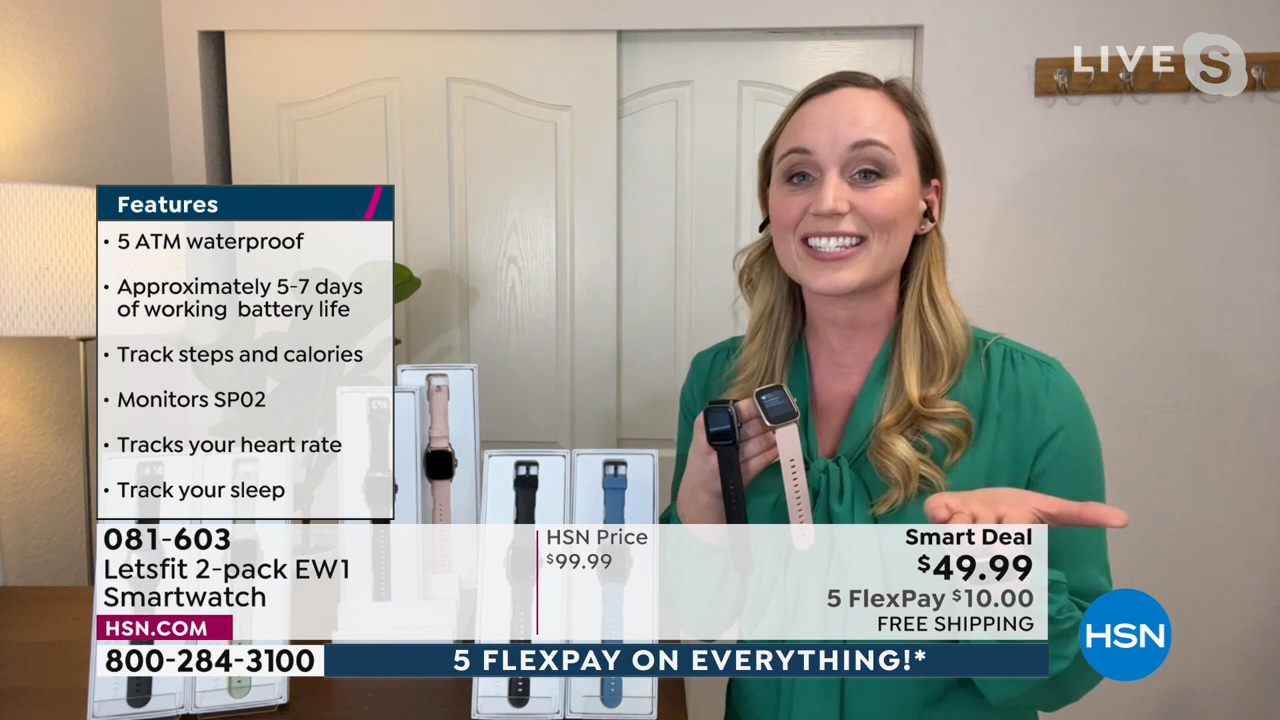 LIVE S
Features
• 5 ATM waterproof
• Approximately 5-7 days
of working battery life
• Track steps and calories
• Monitors SP02
• Tracks your heart rate
• Track your sleep
081-603
Letsfit 2-pack EW1
Smartwatch
HSN.COM
800-284-3100
HSN Price
$99.99
Smart Deal
$49.99
5 FlexPay $10.00
FREE SHIPPING
5 FLEXPAY ON EVERYTHING!*
HSN